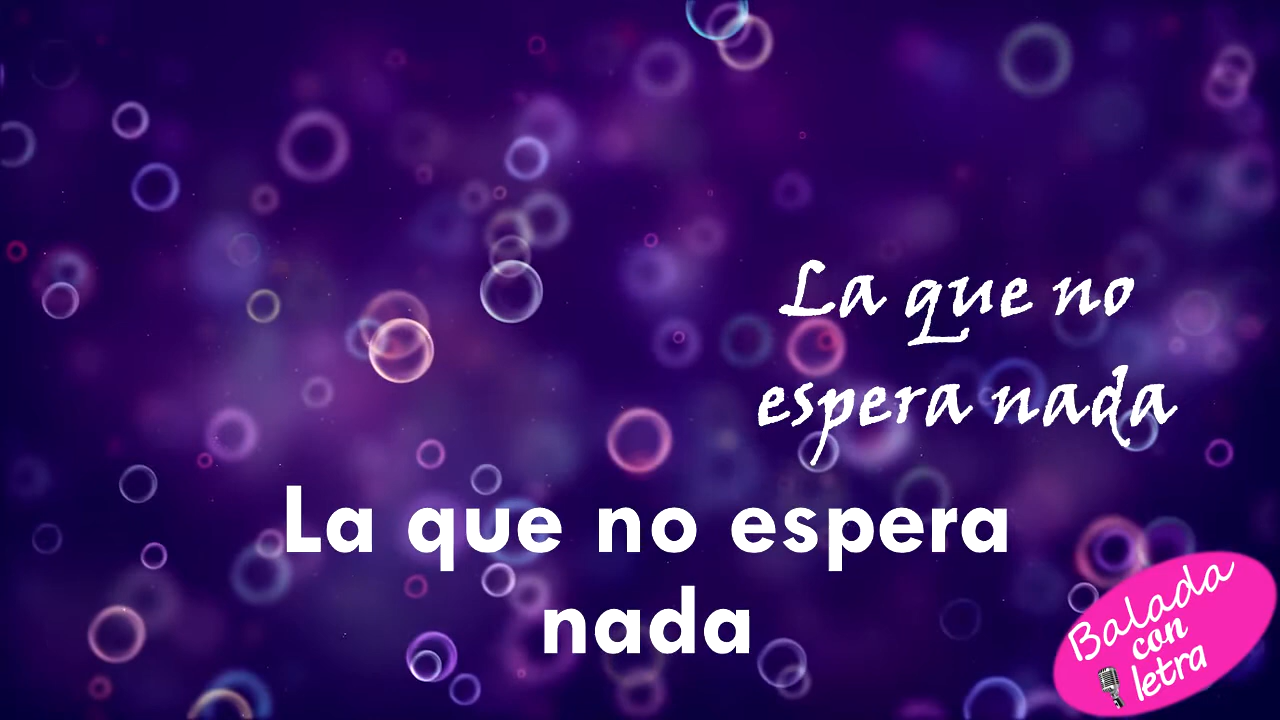 La que no
espera nada
La que no espera
nada
Balada
con
letra